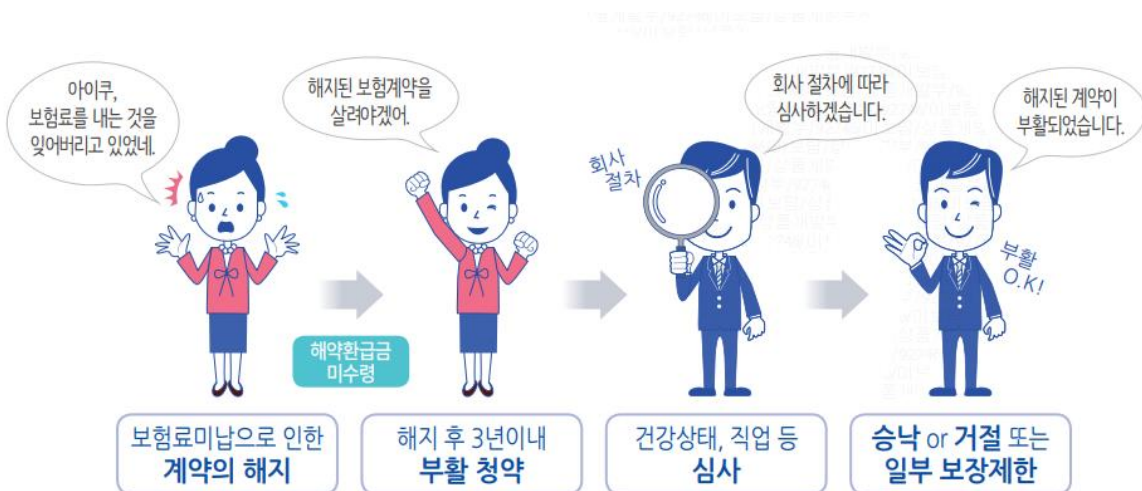 아이쿠,
보험료를 내는 것을
잊어버리고 있었네.
해지된 보험계약을
살려야겠어.
회사 절차에 따라
심사하겠습니다.
해지된 계약이
부활되었습니다.
회사
절차
부활
O.K!
해약환급금
미수령
보험료미납으로 인한
계약의 해지
해지 후 3년이내
부활 청약
건강상태, 직업 등
심사
승낙 or 거절 또는
일부 보장제한